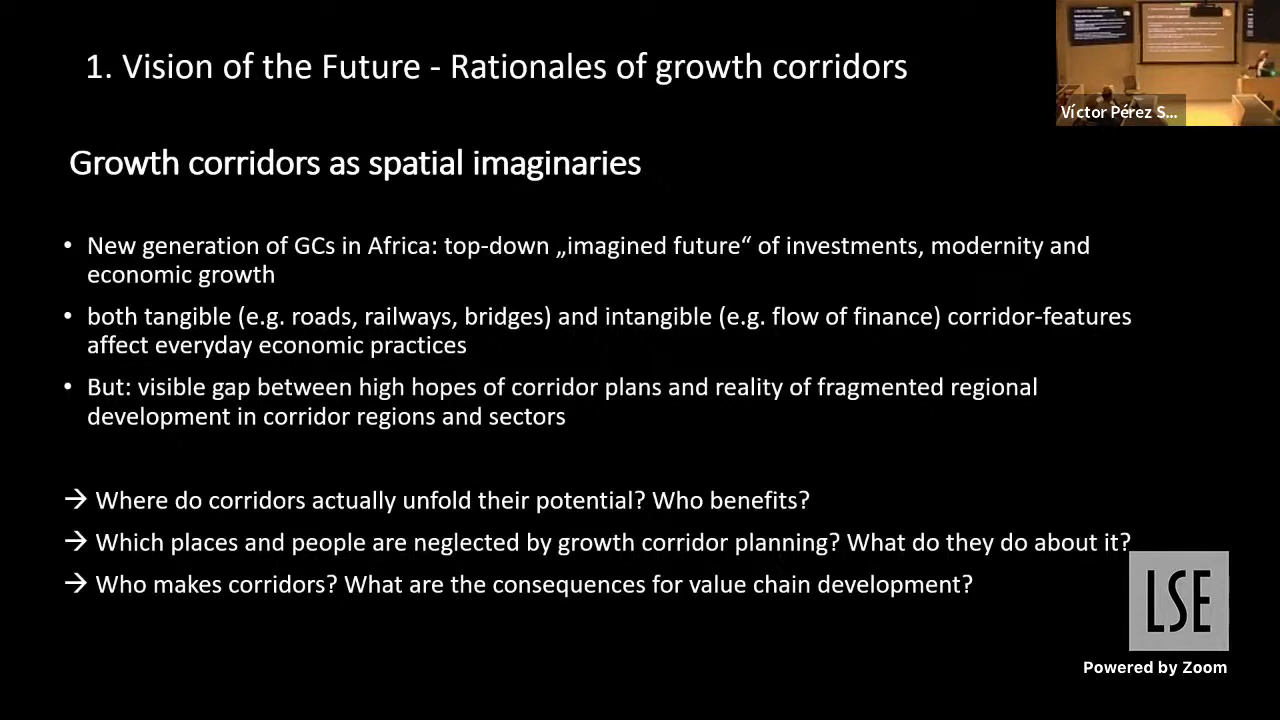 1. Vision of the Future - Rationales of growth corridors
Víctor Pérez S...
Growth corridors as spatial imaginaries
• New generation of GCs in Africa: top-down „imagined future“ of investments, modernity and
economic growth
• both tangible (e.g. roads, railways, bridges) and intangible (e.g. flow of finance) corridor-features
affect everyday economic practices
• But: visible gap between high hopes of corridor plans and reality of fragmented regional
development in corridor regions and sectors
→ Where do corridors actually unfold their potential? Who benefits?
→ Which places and people are neglected by growth corridor planning? What do they do about it?
→ Who makes corridors? What are the consequences for value chain development?
LSE
Powered by Zoom